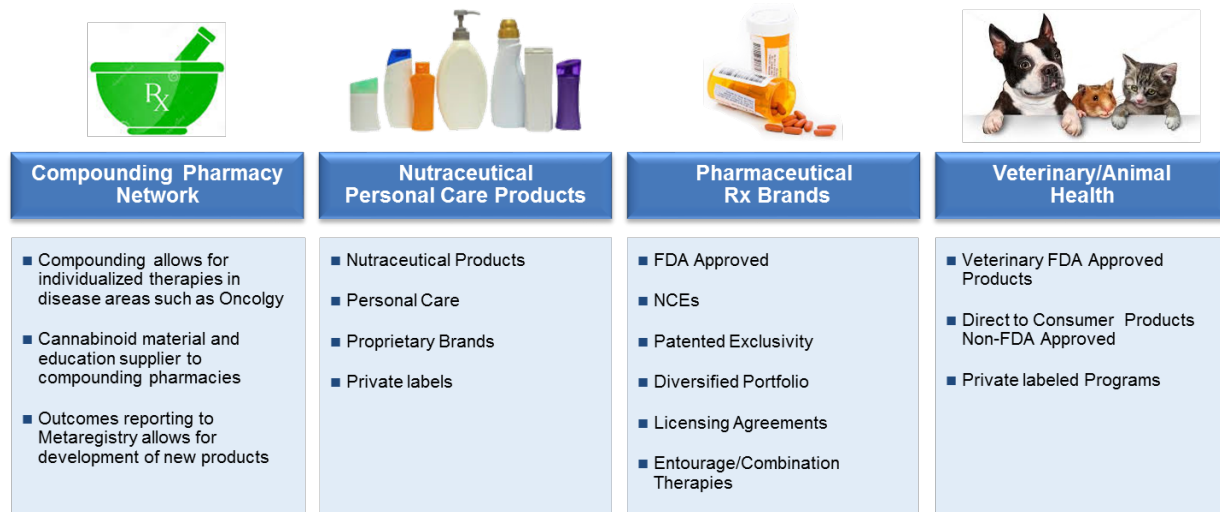 Rx
Compounding Pharmacy
Network
Compounding allows for
individualized therapies in
disease areas such as Oncolgy
Cannabinoid material and
education supplier to
compounding pharmacies
Outcomes reporting to
Metaregistry allows for
development of new products
Nutraceutical
Personal Care Products
Nutraceutical Products
Personal Care
Proprietary Brands
Private labels
Pharmaceutical
Rx Brands
FDA Approved
NCEs
Patented Exclusivity
Diversified Portfolio
Licensing Agreements
Entourage/Combination
Therapies
Veterinary/Animal
Health
Veterinary FDA Approved
Products
Direct to Consumer Products
Non-FDA Approved
Private labeled Programs